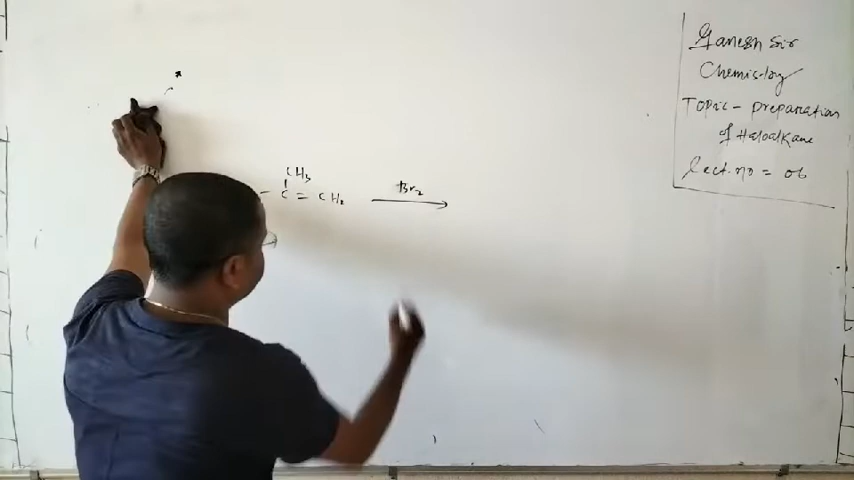 Ganesh Sir
Chemistry
Topic - preparation
of Haloalkane
Lect. no = 06
CH3
- C = CH2
Br2